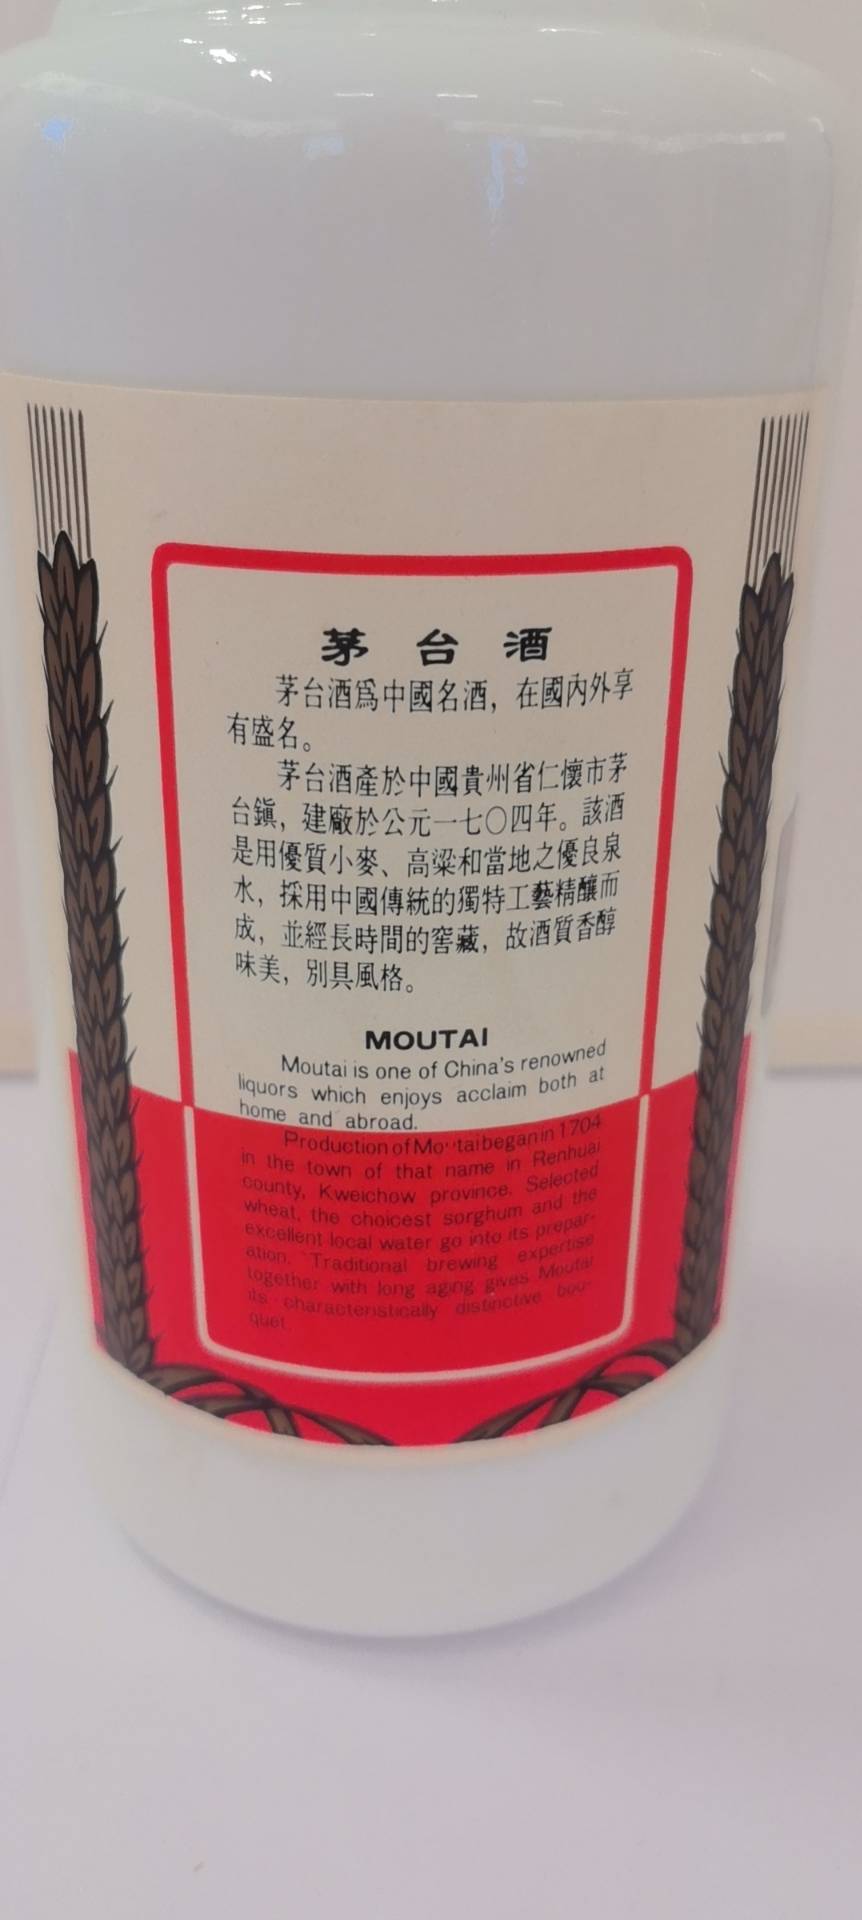 茅台酒
茅台酒爲中國名酒，在國內外享
有盛名。
茅台酒產於中國貴州省仁懷市茅
台鎭，建廠於公元一七〇四年。該酒
是用優質小麥、高粱和當地之優良泉
水，採用中國傳統的獨特工藝精釀而
成，並經長時間的窖藏，故酒質香醇
味美，別具風格。
MOUTAI
Moutai is one of China's renowned
liquors which enjoys acclaim both at
home and abroad.
Production of Moutai began in 1704
in the town of that name in Renhuai
county, Kweichow province. Selected
wheat, the choicest sorghum and the
excellent local water go into its prepar-
ation. Traditional brewing expertise
together with long aging gives Moutai
its characteristically distinctive bou-
quet.